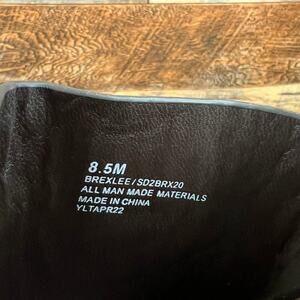 8.5M
BREXLEE/SD2BRX20
ALL MAN MADE MATERIALS
MADE IN CHINA
YLTAPR22